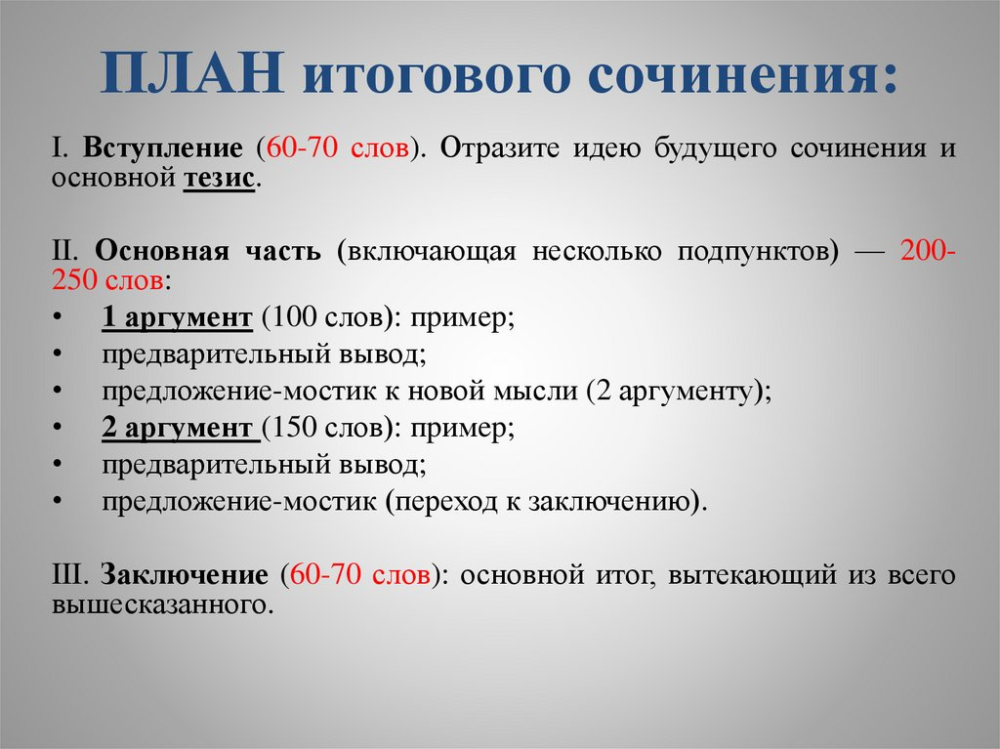 ПЛАН итогового сочинения:
I. Вступление (60-70 слов). Отразите идею будущего сочинения и
основной тезис.
II. Основная часть (включающая несколько подпунктов) — 200-
250 слов:
• 1 аргумент (100 слов): пример;
• предварительный вывод;
• предложение-мостик к новой мысли (2 аргументу);
• 2 аргумент (150 слов): пример;
• предварительный вывод;
• предложение-мостик (переход к заключению).
III. Заключение (60-70 слов): основной итог, вытекающий из всего
вышесказанного.